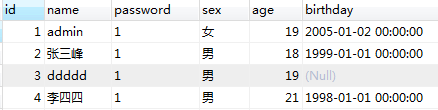 id name password sex age birthday
1 admin 1 女 19 2005-01-02 00:00:00
2 张三峰 1 男 18 1999-01-01 00:00:00
3 ddddd 1 男 19 (Null)
4 李四四 1 男 21 1998-01-01 00:00:00